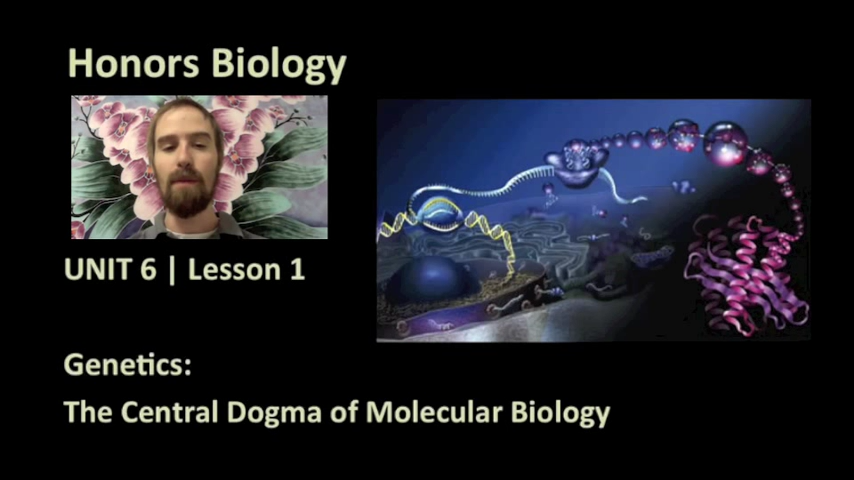 Honors Biology
UNIT 6 | Lesson 1
Genetics:
The Central Dogma of Molecular Biology